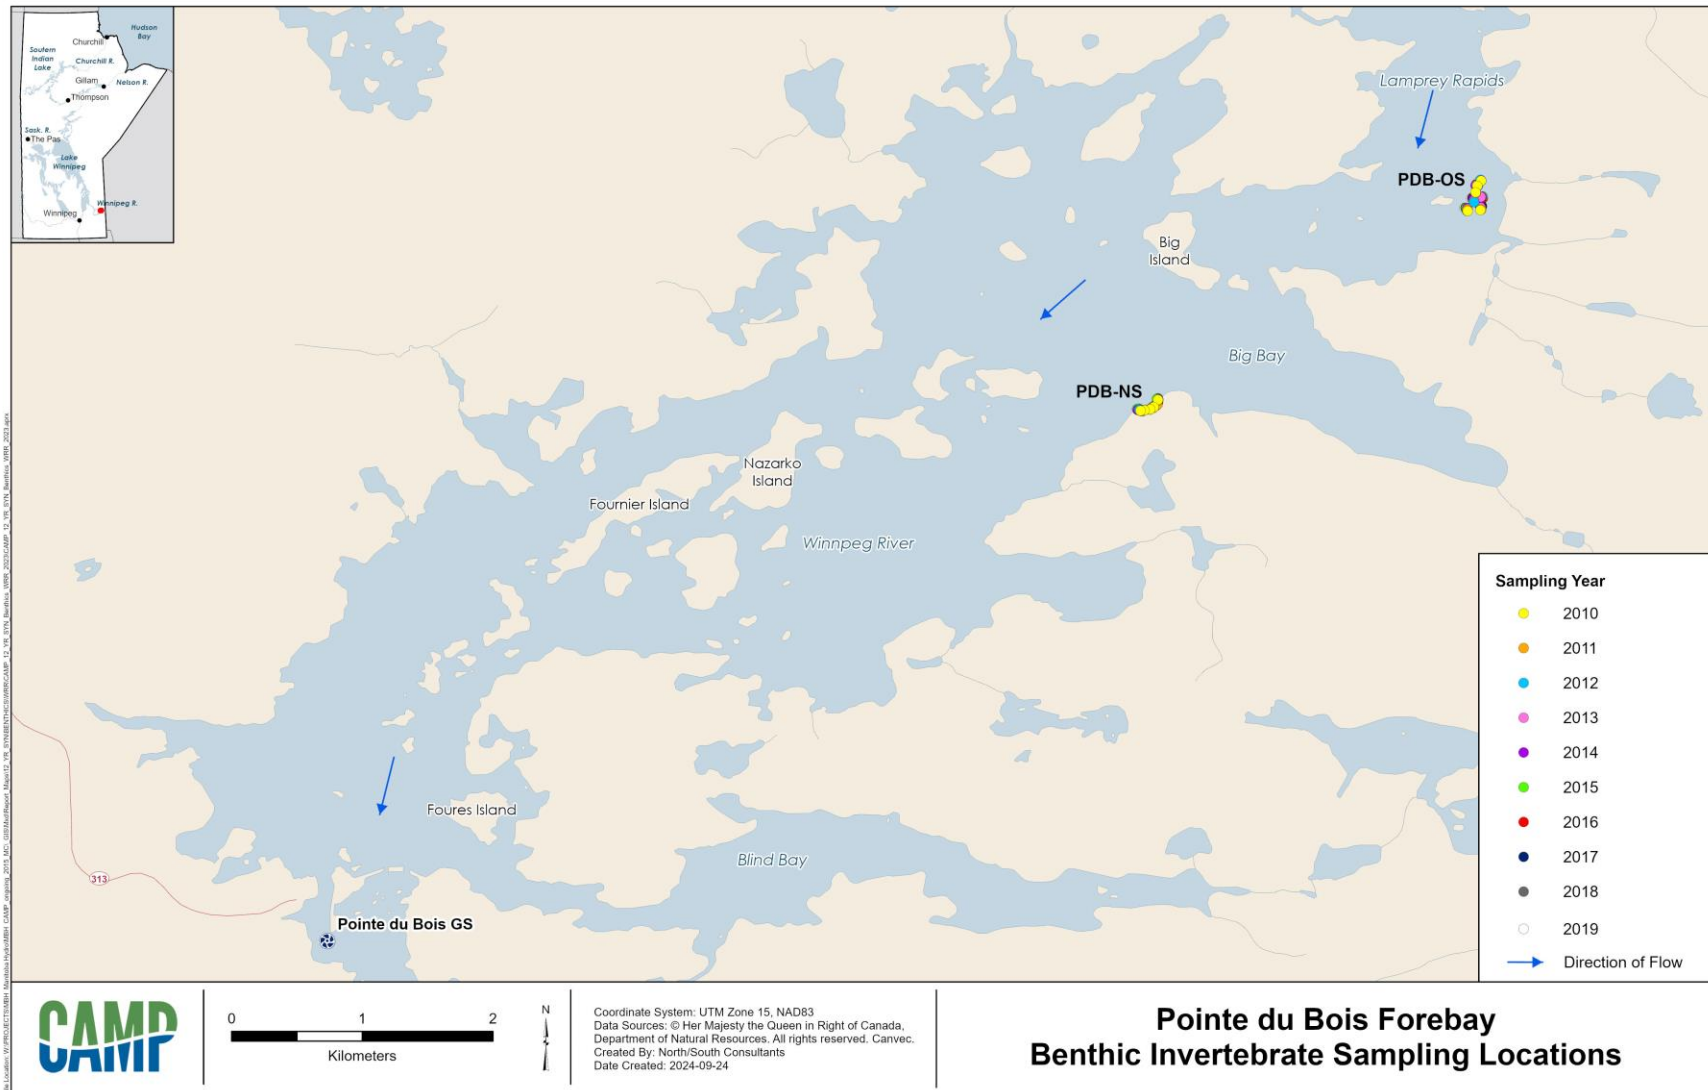 Hudson
Bay
Churchill
Soutern
Indian
Lake
Churchill R.
Gillam
Nelson R.
Thompson
Sask. R.
The Pas
Lake
Winnipeg
Winnipeg R.
Winnipeg
Lamprey Rapids
PDB-OS
Big
Island
Big Bay
PDB-NS
Nazarko
Island
Fournier Island
Winnipeg River
Foures Island
Blind Bay
313
Pointe du Bois GS
Sampling Year
2010
2011
2012
2013
2014
2015
2016
2017
2018
2019
Direction of Flow
CAMP
0 1 2
Kilometers
N
Coordinate System: UTM Zone 15, NAD83
Data Sources: © Her Majesty the Queen in Right of Canada,
Department of Natural Resources. All rights reserved. Canvec.
Created By: North/South Consultants
Date Created: 2024-09-24
Pointe du Bois Forebay
Benthic Invertebrate Sampling Locations